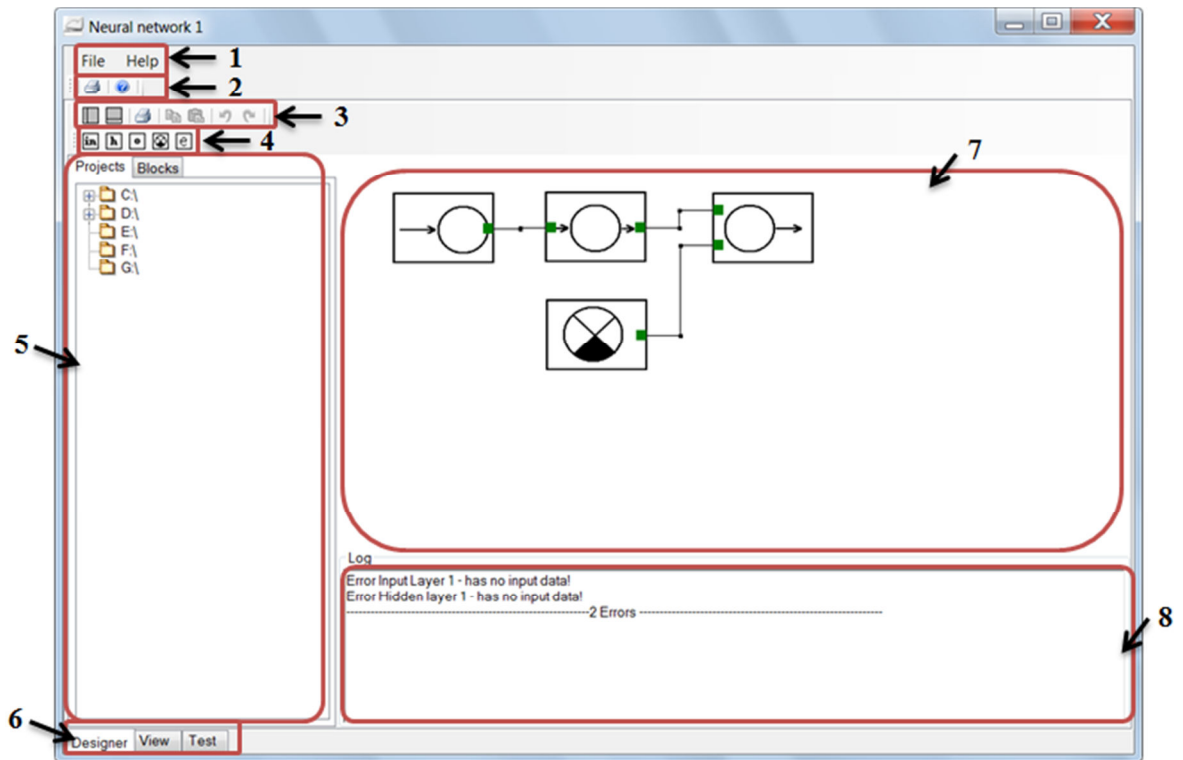 Neural network 1
File Help 1
2
3
in h e 4
Projects Blocks
7
C:\
D:\
E:\
F:\
G:\
5
Log
Error Input Layer 1 - has no input data!
Error Hidden layer 1 - has no input data!
------------------------------------------------------2 Errors ------------------------------------------------------
8
6
Designer View Test